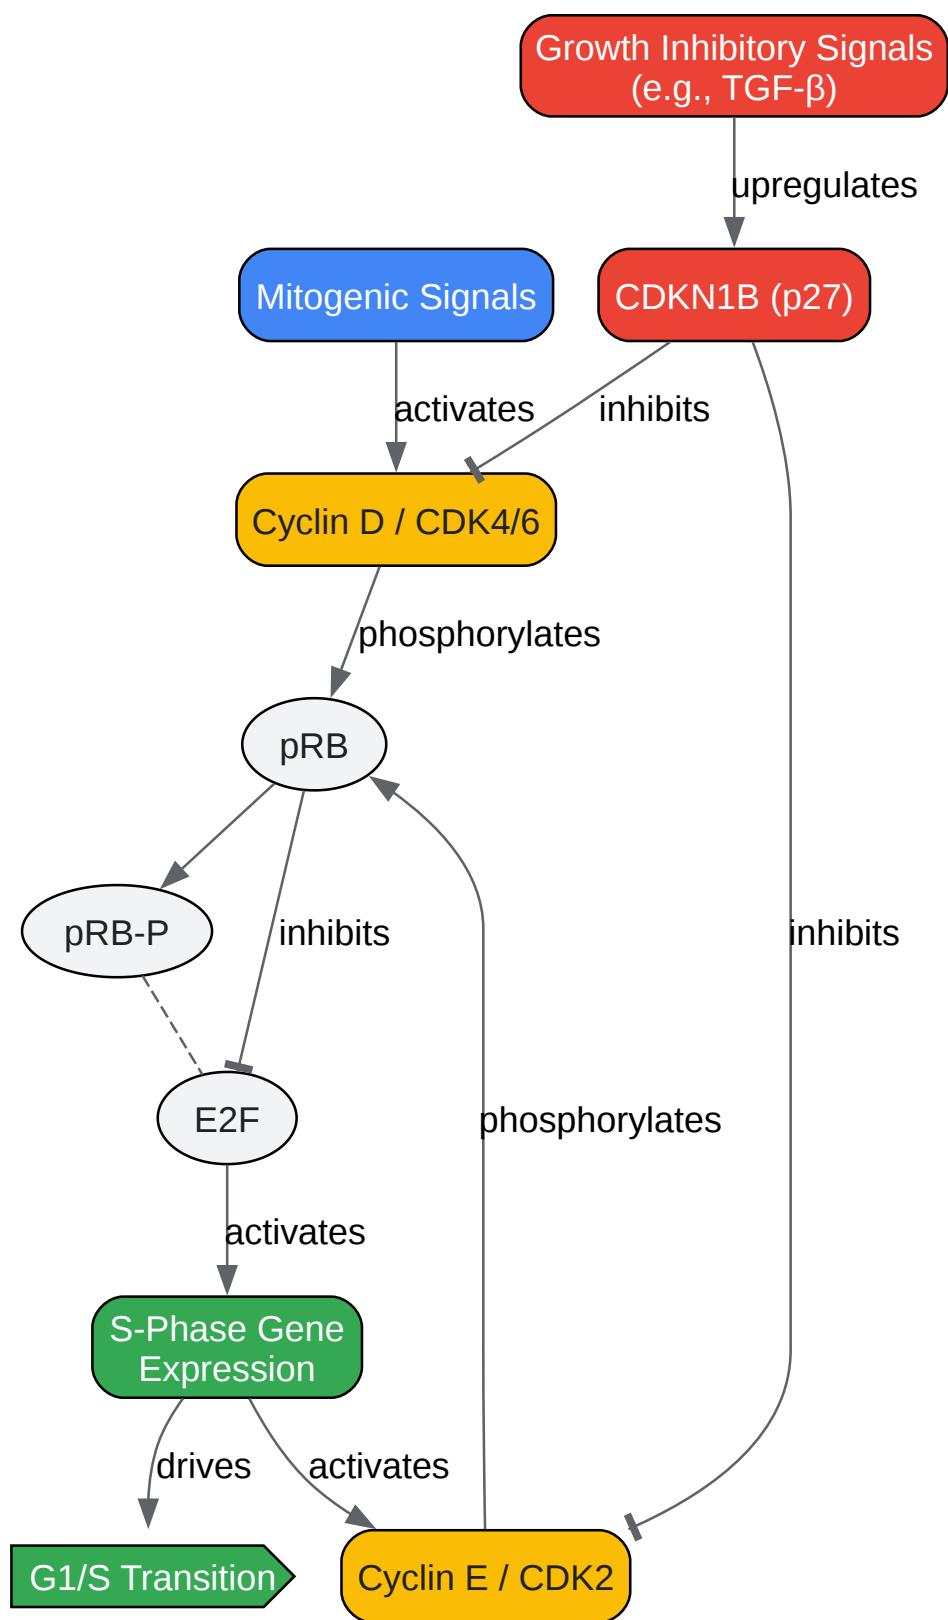 Growth Inhibitory Signals
(e.g., TGF-β)
upregulates
Mitogenic Signals
CDKN1B (p27)
activates
inhibits
Cyclin D / CDK4/6
phosphorylates
pRB
pRB-P
inhibits
inhibits
E2F
phosphorylates
activates
S-Phase Gene
Expression
drives
activates
G1/S Transition
Cyclin E / CDK2